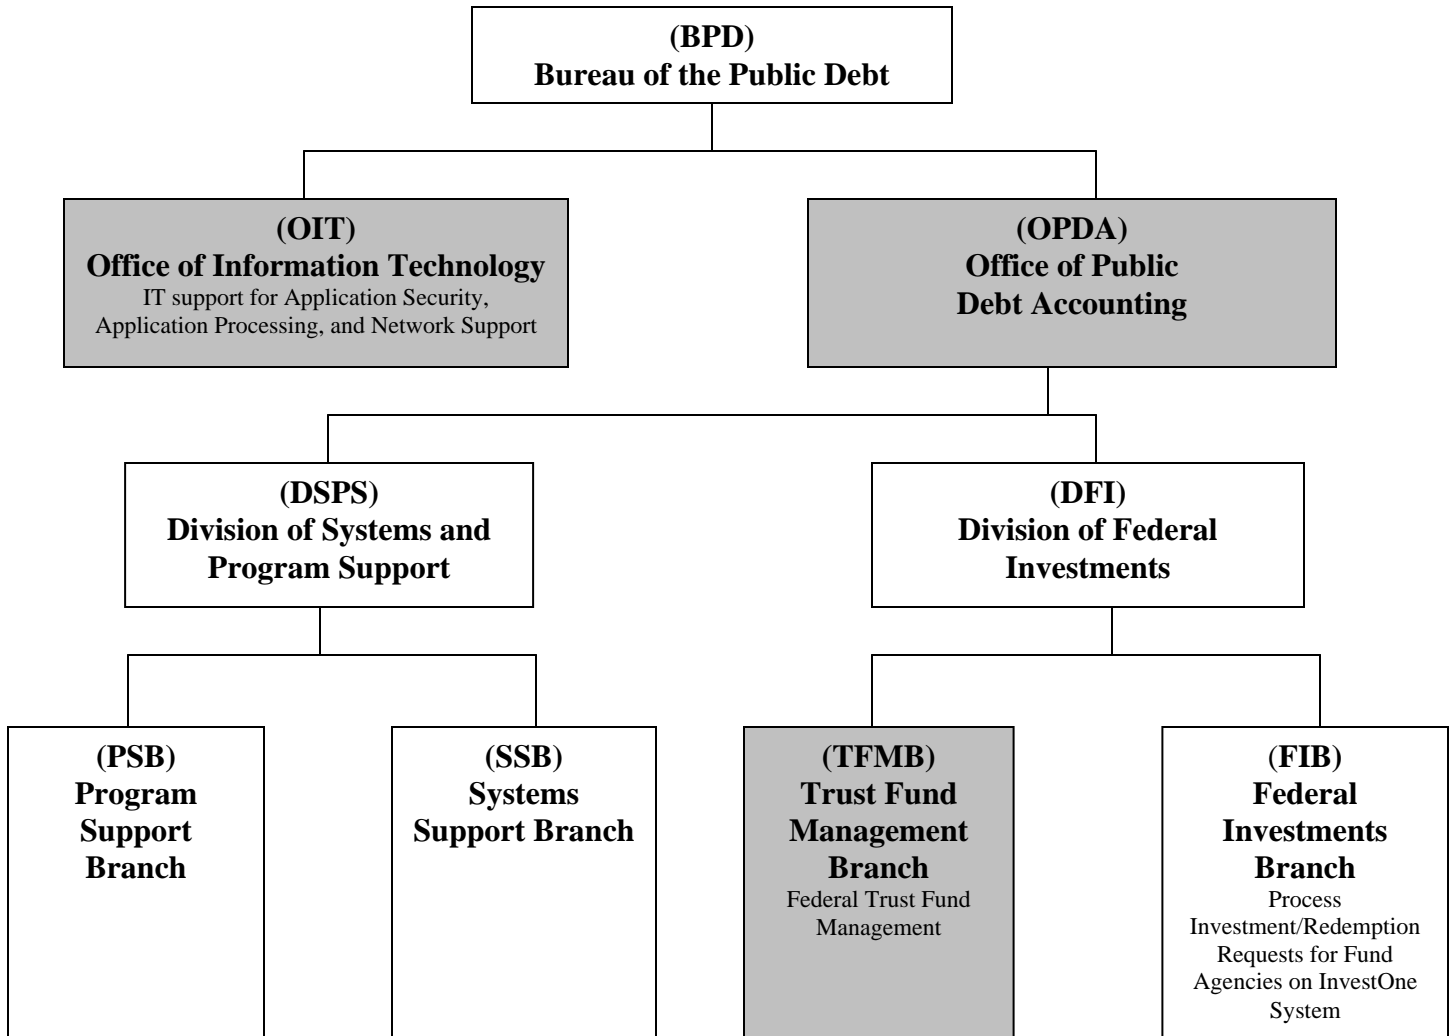 (BPD)
Bureau of the Public Debt
(OIT)
Office of Information Technology
IT support for Application Security,
Application Processing, and Network Support
(OPDA)
Office of Public
Debt Accounting
(DSPS)
Division of Systems and
Program Support
(DFI)
Division of Federal
Investments
(PSB)
Program
Support
Branch
(SSB)
Systems
Support Branch
(TFMB)
Trust Fund
Management
Branch
Federal Trust Fund
Management
(FIB)
Federal
Investments
Branch
Process
Investment/Redemption
Requests for Fund
Agencies on InvestOne
System